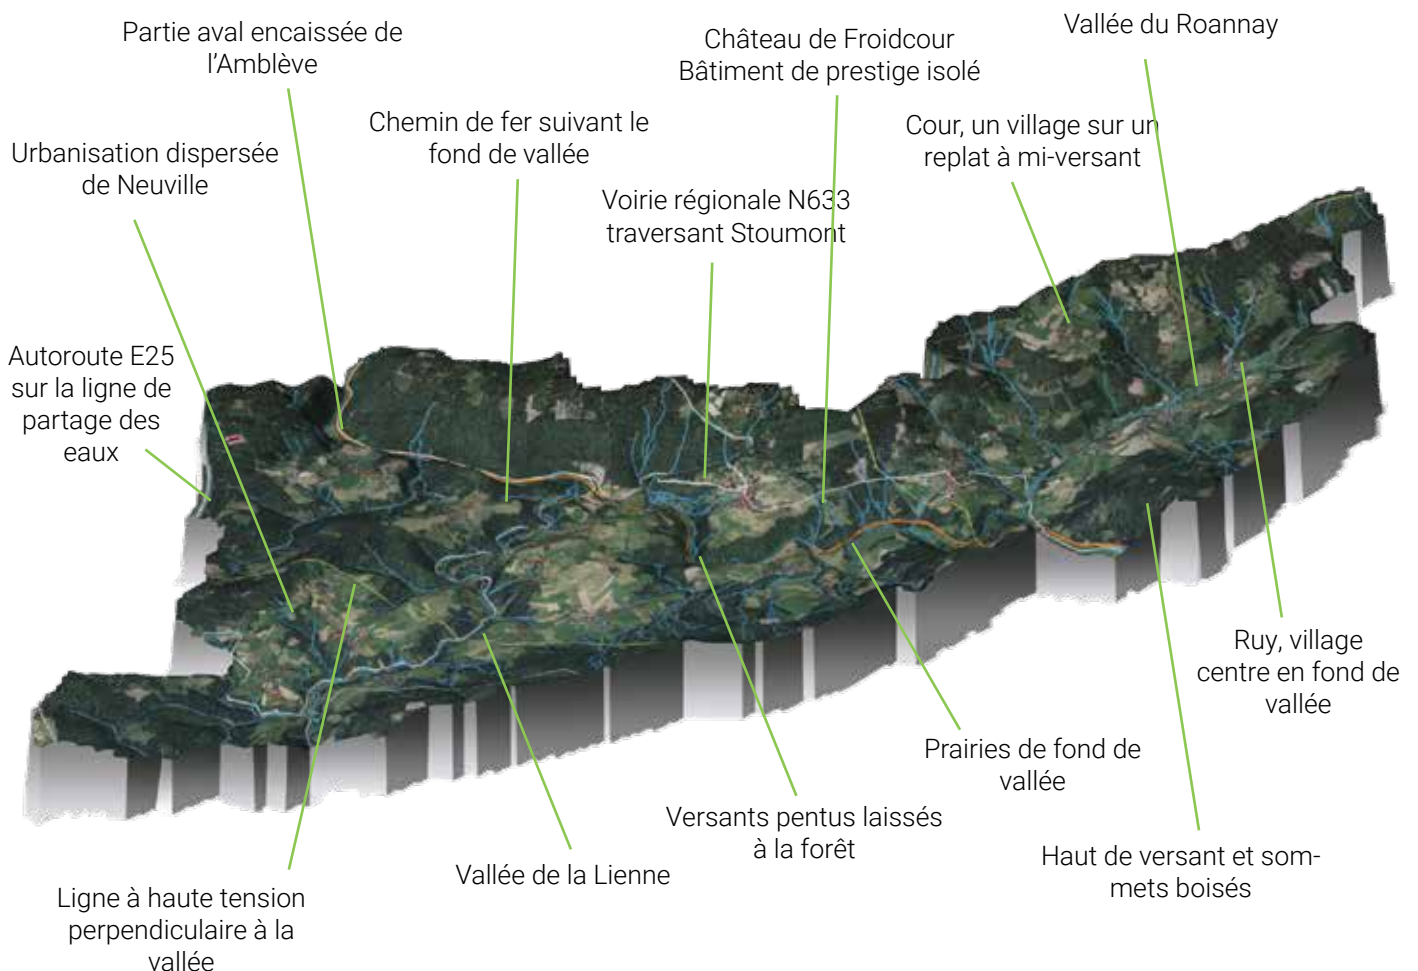 Partie aval encaissée de
l'Amblève
Château de Froidcour
Bâtiment de prestige isolé
Vallée du Roannay
Chemin de fer suivant le
fond de vallée
Cour, un village sur un
replat à mi-versant
Urbanisation dispersée
de Neuville
Voirie régionale N633
traversant Stoumont
Autoroute E25
sur la ligne de
partage des
eaux
Ruy, village
centre en fond de
vallée
Prairies de fond de
vallée
Versants pentus laissés
à la forêt
Haut de versant et som-
mets boisés
Vallée de la Lienne
Ligne à haute tension
perpendiculaire à la
vallée